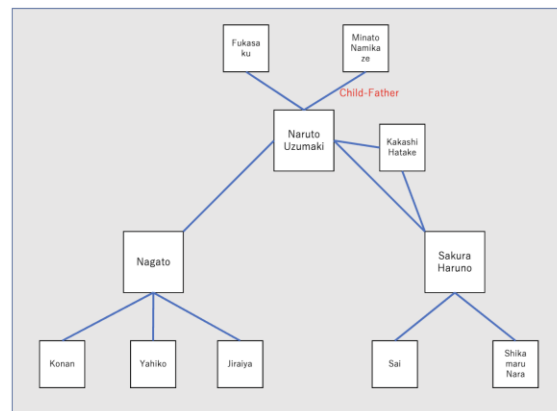 Fukasa
ku
Minato
Namika
ze
Child-Father
Naruto
Uzumaki
Kakashi
Hatake
Nagato
Sakura
Haruno
Konan
Yahiko
Jiraiya
Sai
Shika
maru
Nara